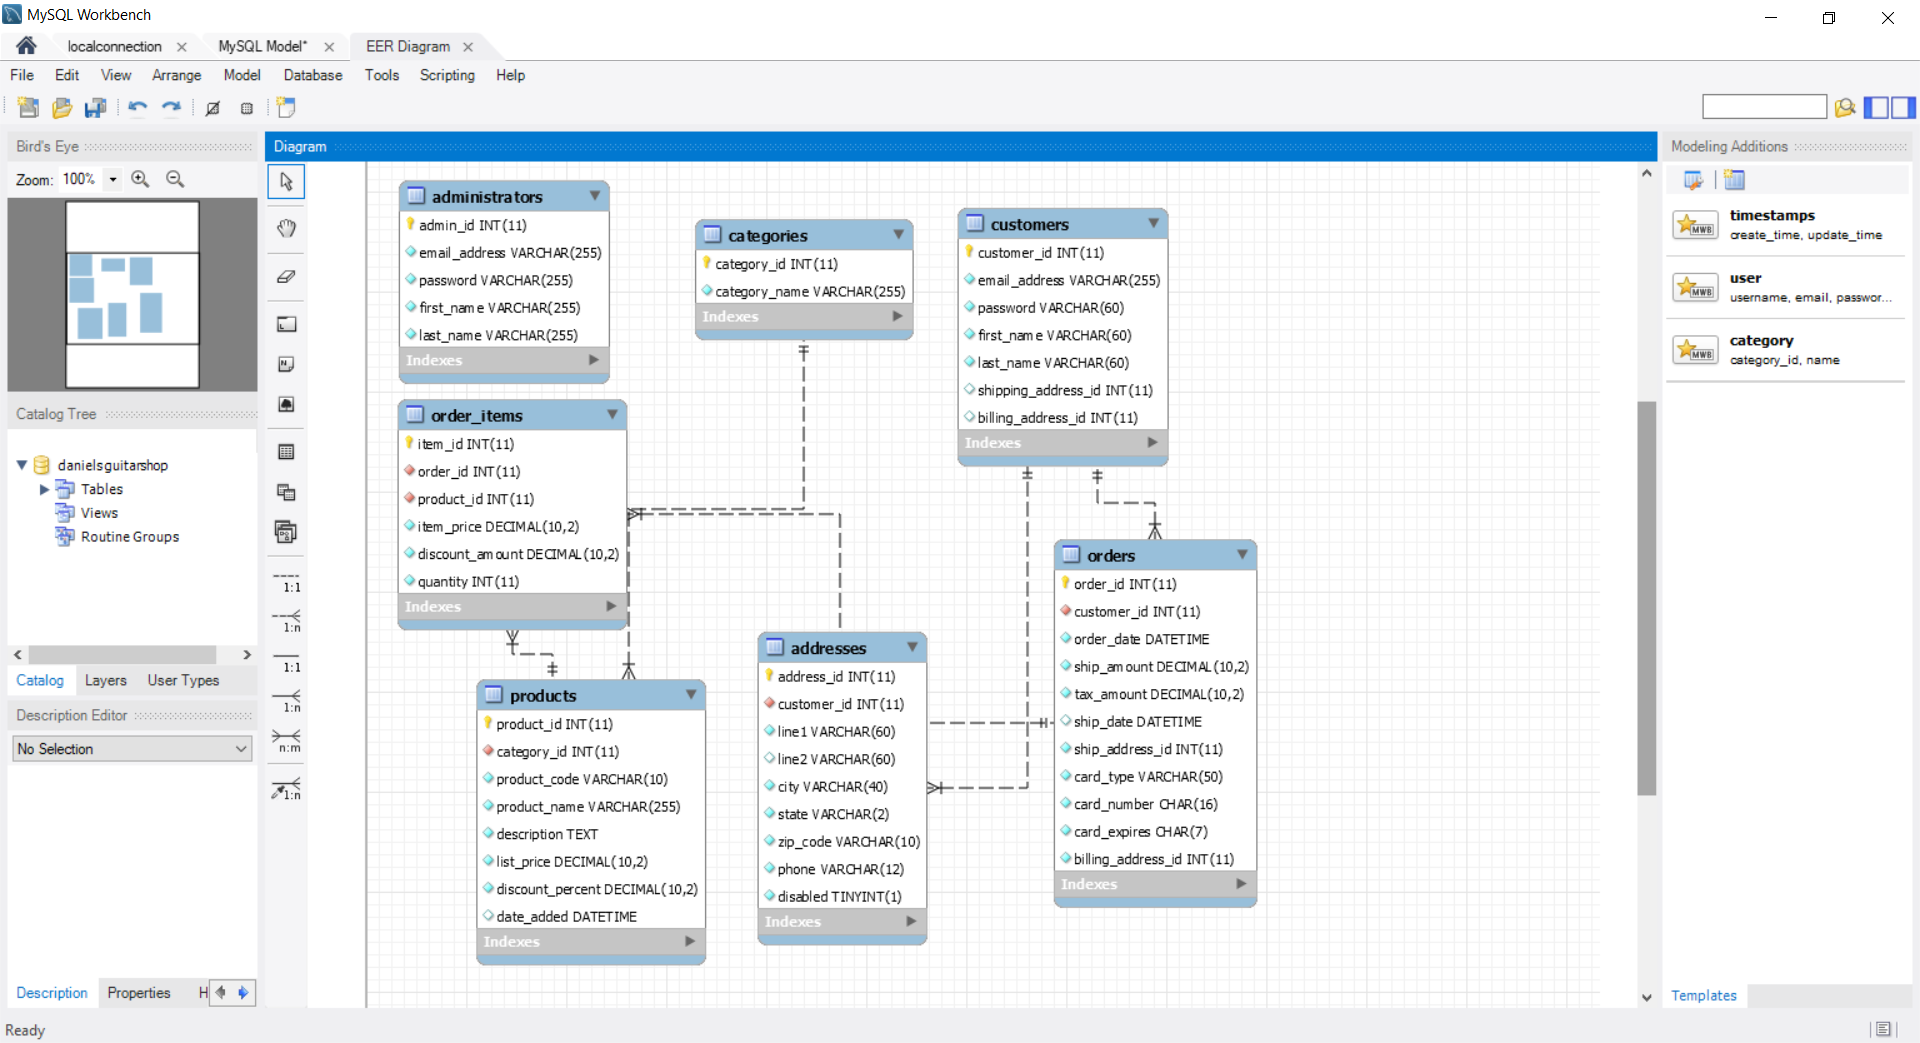 MySQL Workbench
localconnection
MySQL Model*
EER Diagram
File Edit View Arrange Model Database Tools Scripting Help
Bird's Eye
Zoom: 100%
Catalog Tree
danielsguitarshop
Tables
Views
Routine Groups
Catalog Layers User Types
Description Editor
No Selection
Description Properties H
Ready
1:1
1:n
1:1
1:n
n:m
1:n
Diagram
administrators
admin_id INT(11)
email_address VARCHAR(255)
password VARCHAR(255)
first_name VARCHAR(255)
last_name VARCHAR(255)
Indexes
categories
category_id INT(11)
category_name VARCHAR(255)
Indexes
customers
customer_id INT(11)
email_address VARCHAR(255)
password VARCHAR(60)
first_name VARCHAR(60)
last_name VARCHAR(60)
shipping_address_id INT(11)
billing_address_id INT(11)
Indexes
order_items
item_id INT(11)
order_id INT(11)
product_id INT(11)
item_price DECIMAL(10,2)
discount_amount DECIMAL(10,2)
quantity INT(11)
Indexes
products
product_id INT(11)
category_id INT(11)
product_code VARCHAR(10)
product_name VARCHAR(255)
description TEXT
list_price DECIMAL(10,2)
discount_percent DECIMAL(10,2)
date_added DATETIME
Indexes
addresses
address_id INT(11)
customer_id INT(11)
line1 VARCHAR(60)
line2 VARCHAR(60)
city VARCHAR(40)
state VARCHAR(2)
zip_code VARCHAR(10)
phone VARCHAR(12)
disabled TINYINT(1)
Indexes
orders
order_id INT(11)
customer_id INT(11)
order_date DATETIME
ship_amount DECIMAL(10,2)
tax_amount DECIMAL(10,2)
ship_date DATETIME
ship_address_id INT(11)
card_type VARCHAR(50)
card_number CHAR(16)
card_expires CHAR(7)
billing_address_id INT(11)
Indexes
Modeling Additions
MWB
timestamps
create_time, update_time
MWB
user
username, email, passwor...
MWB
category
category_id, name
Templates